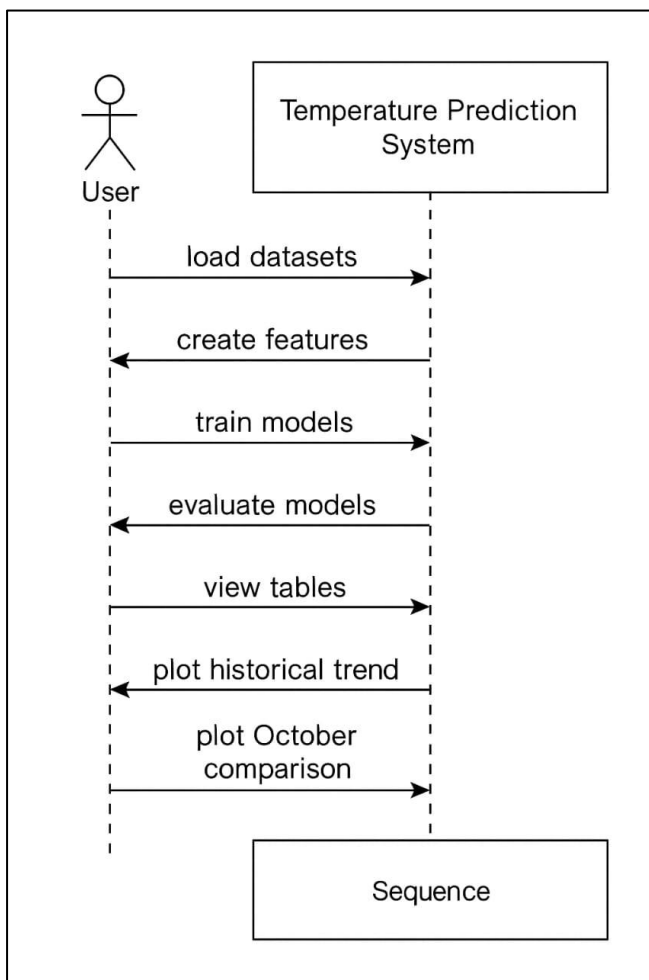 Temperature Prediction
System
User
load datasets
create features
train models
evaluate models
view tables
plot historical trend
plot October
comparison
Sequence